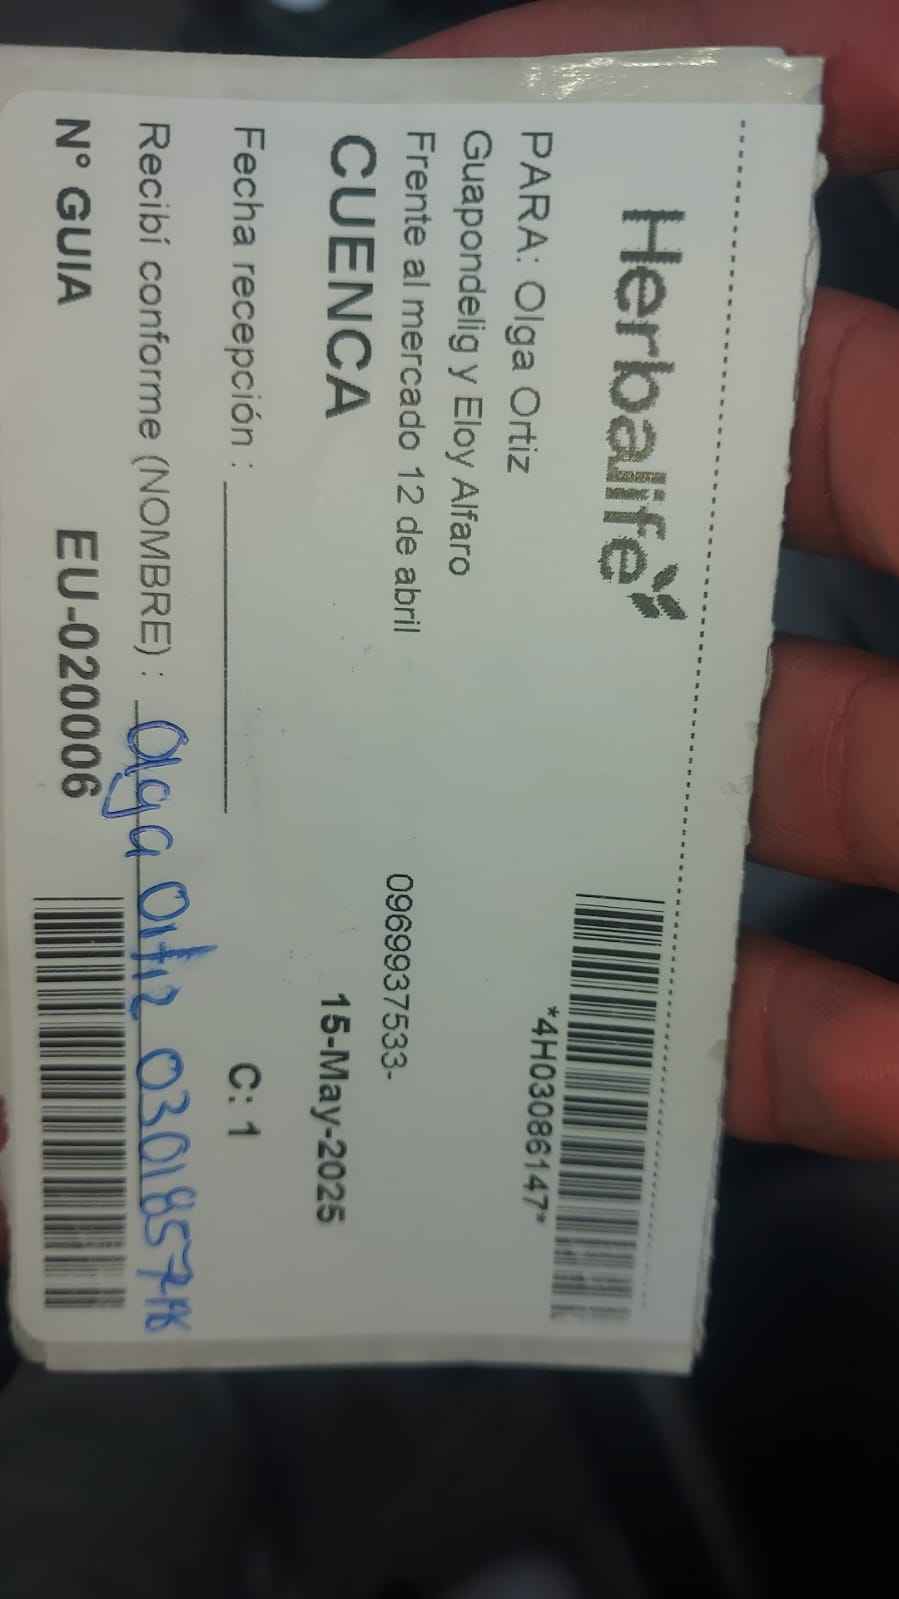 Herbalife
*4H03086147*
PARA: Olga Ortiz
Guapondelig y Eloy Alfaro
Frente al mercado 12 de abril
0969937533-
CUENCA
15-May-2025
Fecha recepción :
C: 1
Recibí conforme (NOMBRE) : Olga Ortiz
N° GUIA
EU-020006